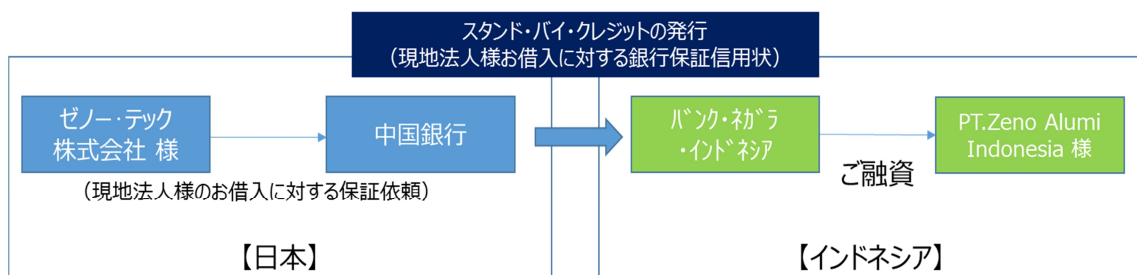 スタンド・バイ・クレジットの発行
（現地法人様お借入に対する銀行保証信用状）
ゼノー・テック
株式会社 様
中国銀行
ﾊﾞﾝｸ・ﾈｶﾞﾗ
・ｲﾝﾄﾞﾈｼｱ
PT.Zeno Alumi
Indonesia 様
（現地法人様のお借入に対する保証依頼）
ご融資
【日本】
【インドネシア】